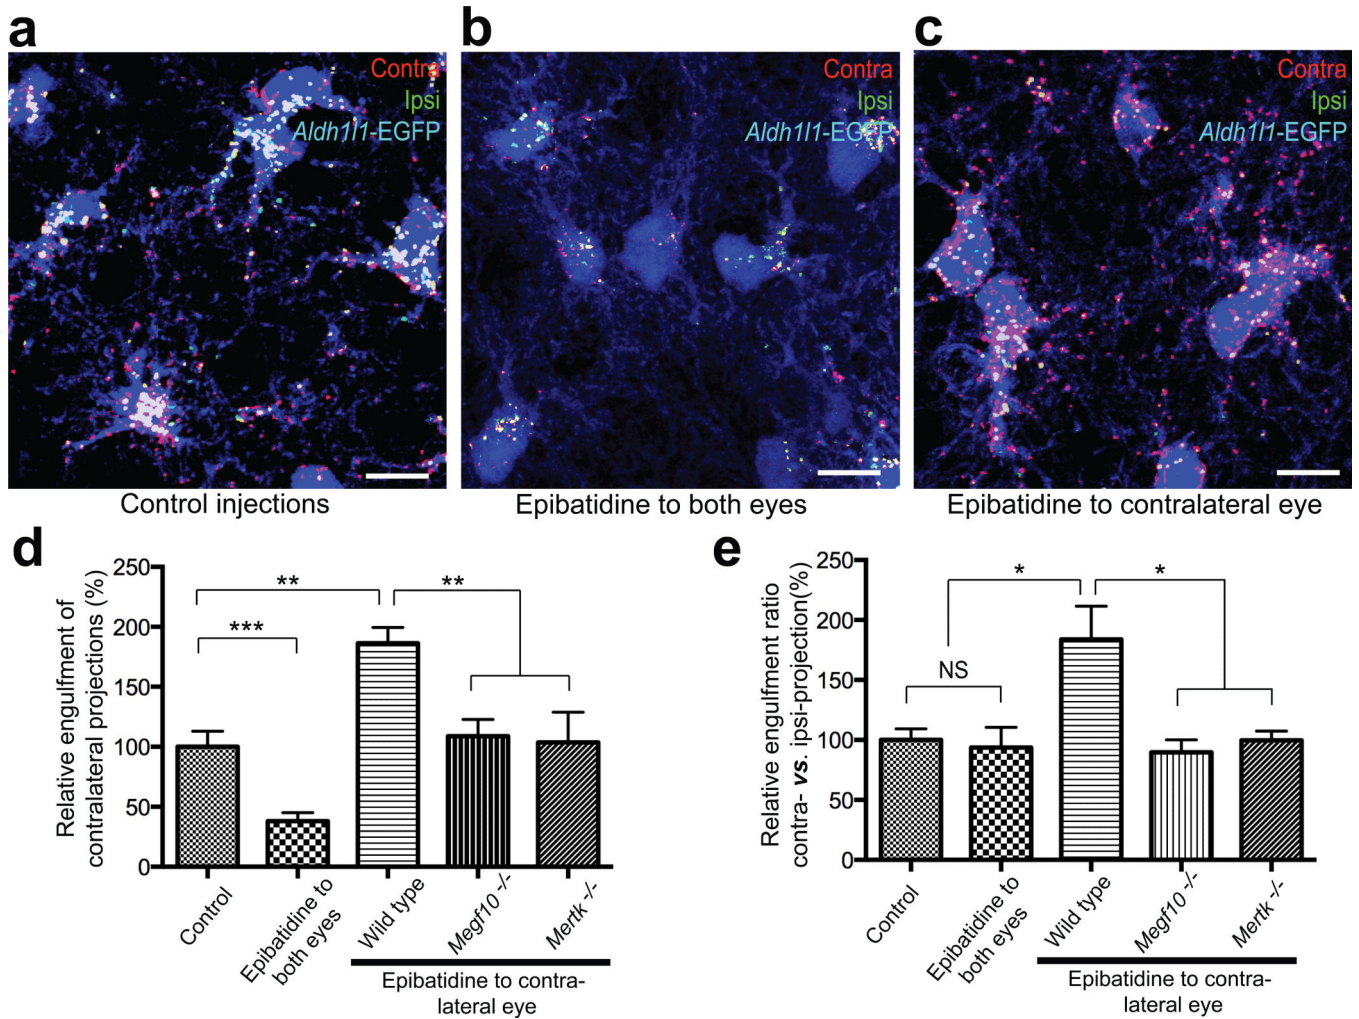 a
Contra
Ipsi
Aldh1l1-EGFP
Control injections
b
Contra
Ipsi
Aldh1l1-EGFP
Epibatidine to both eyes
c
Contra
Ipsi
Aldh1l1-EGFP
Epibatidine to contralateral eye
d
Relative engulfment of
contralateral projections (%)
250
200
150
100
50
0
**
**
***
Control
Epibatidine to
both eyes
Wild type
Megf10 -/-
Mertk -/-
Epibatidine to contra-
lateral eye
e
Relative engulfment ratio
contra- vs. ipsi-projection(%)
250
200
150
100
50
0
*
*
NS
Control
Epibatidine to
both eyes
Wild type
Megf10 -/-
Mertk -/-
Epibatidine to contra-
lateral eye